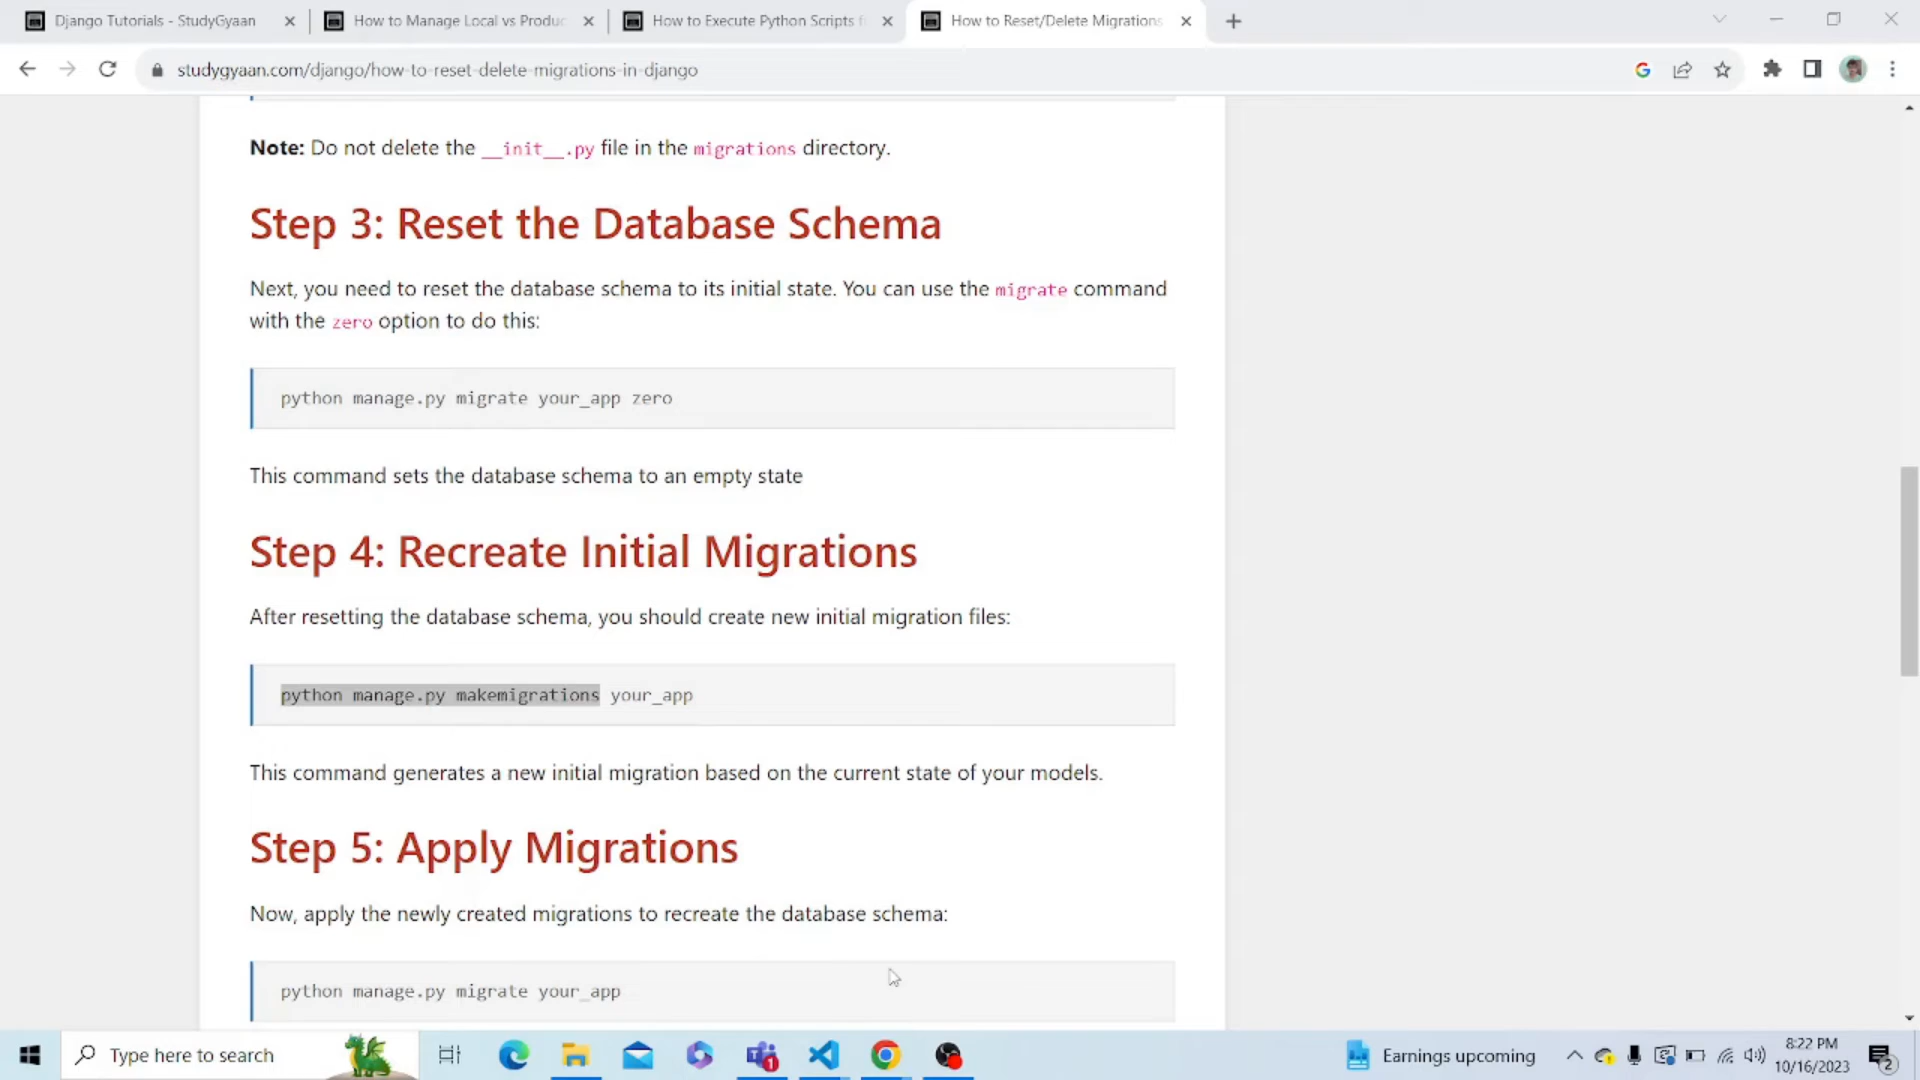 Django Tutorials - StudyGyaan
How to Manage Local vs Produc
How to Execute Python Scripts f
How to Reset/Delete Migrations
studygyaan.com/django/how-to-reset-delete-migrations-in-django
Note: Do not delete the __init__.py file in the migrations directory.
Step 3: Reset the Database Schema
Next, you need to reset the database schema to its initial state. You can use the migrate command
with the zero option to do this:
python manage.py migrate your_app zero
This command sets the database schema to an empty state
Step 4: Recreate Initial Migrations
After resetting the database schema, you should create new initial migration files:
python manage.py makemigrations your_app
This command generates a new initial migration based on the current state of your models.
Step 5: Apply Migrations
Now, apply the newly created migrations to recreate the database schema:
python manage.py migrate your_app
Type here to search
1
Earnings upcoming
8:22 PM
10/16/2023
2